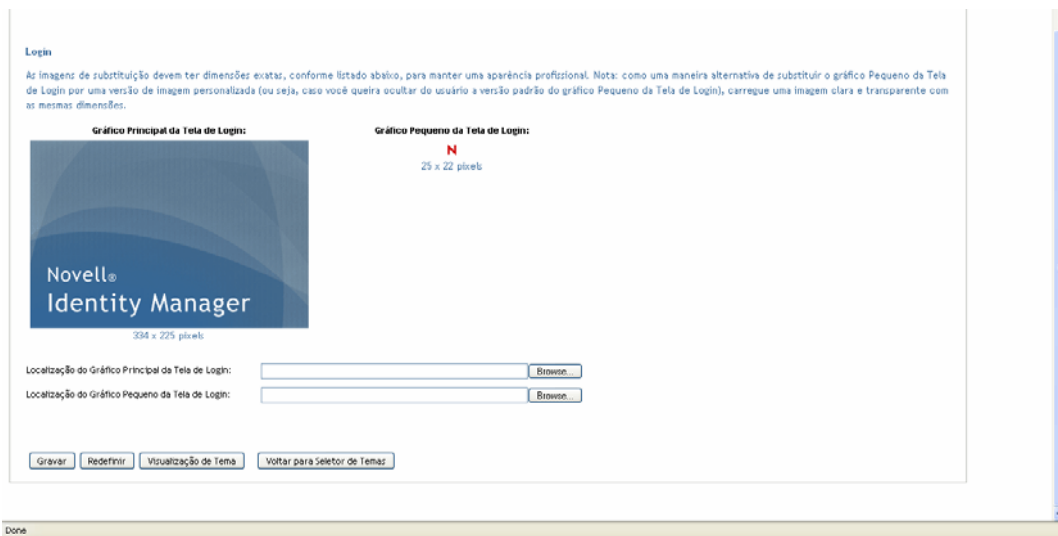 Login
As imagens de substituição devem ter dimensões exatas, conforme listado abaixo, para manter uma aparência profissional. Nota: como uma maneira alternativa de substituir o gráfico Pequeno da Tela
de Login por uma versão de imagem personalizada (ou seja, caso você queira ocultar do usuário a versão padrão do gráfico Pequeno da Tela de Login), carregue uma imagem clara e transparente com
as mesmas dimensões.
Gráfico Principal da Tela de Login:
Gráfico Pequeno da Tela de Login:
N
25 x 22 pixels
Novell®
Identity Manager
334 x 225 pixels
Localização do Gráfico Principal da Tela de Login:
Browse...
Localização do Gráfico Pequeno da Tela de Login:
Browse...
Gravar Redefinir Visualização de Tema Voltar para Seletor de Temas
Done